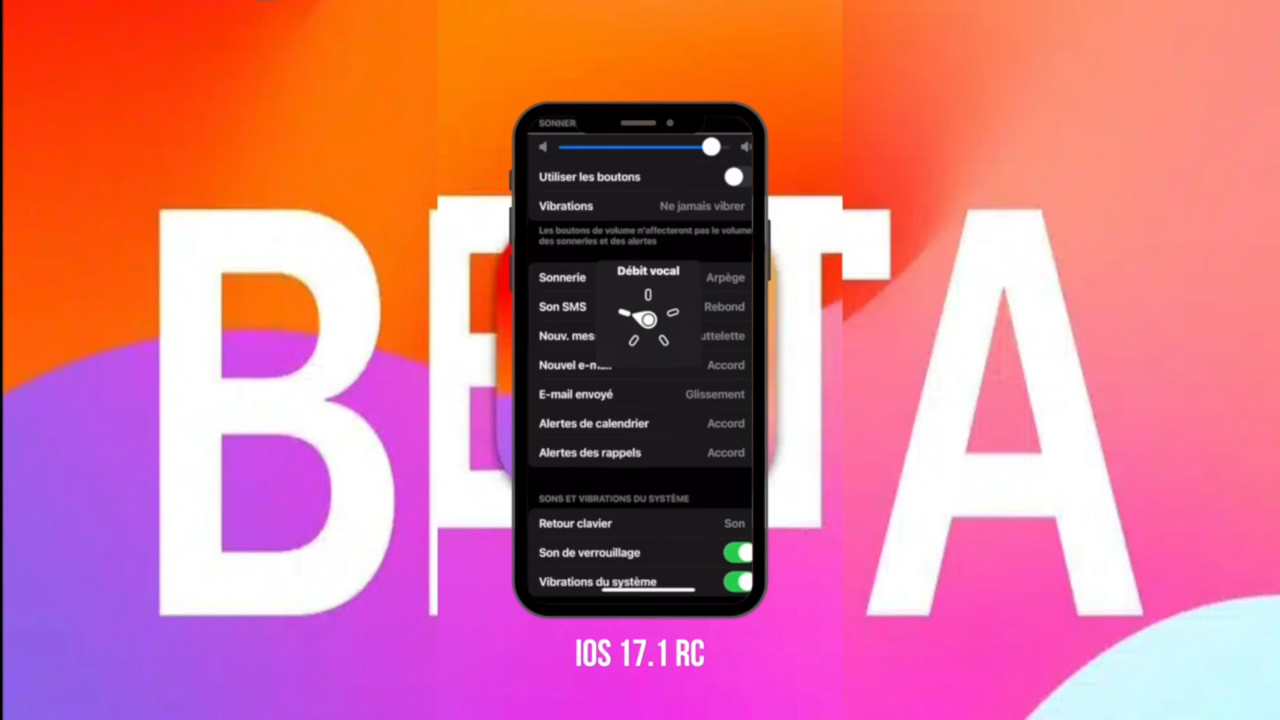 BETA
SONNER
Utiliser les boutons
Vibrations Ne jamais vibrer
Les boutons de volume n'affecteront pas le volume
des sonneries et des alertes
Débit vocal
Sonnerie Arpège
Son SMS Rebond
Nouv. mes uttelette
Nouvel e-m... Accord
E-mail envoyé Glissement
Alertes de calendrier Accord
Alertes des rappels Accord
SONS ET VIBRATIONS DU SYSTÈME
Retour clavier Son
Son de verrouillage
Vibrations du système
IOS 17.1 RC